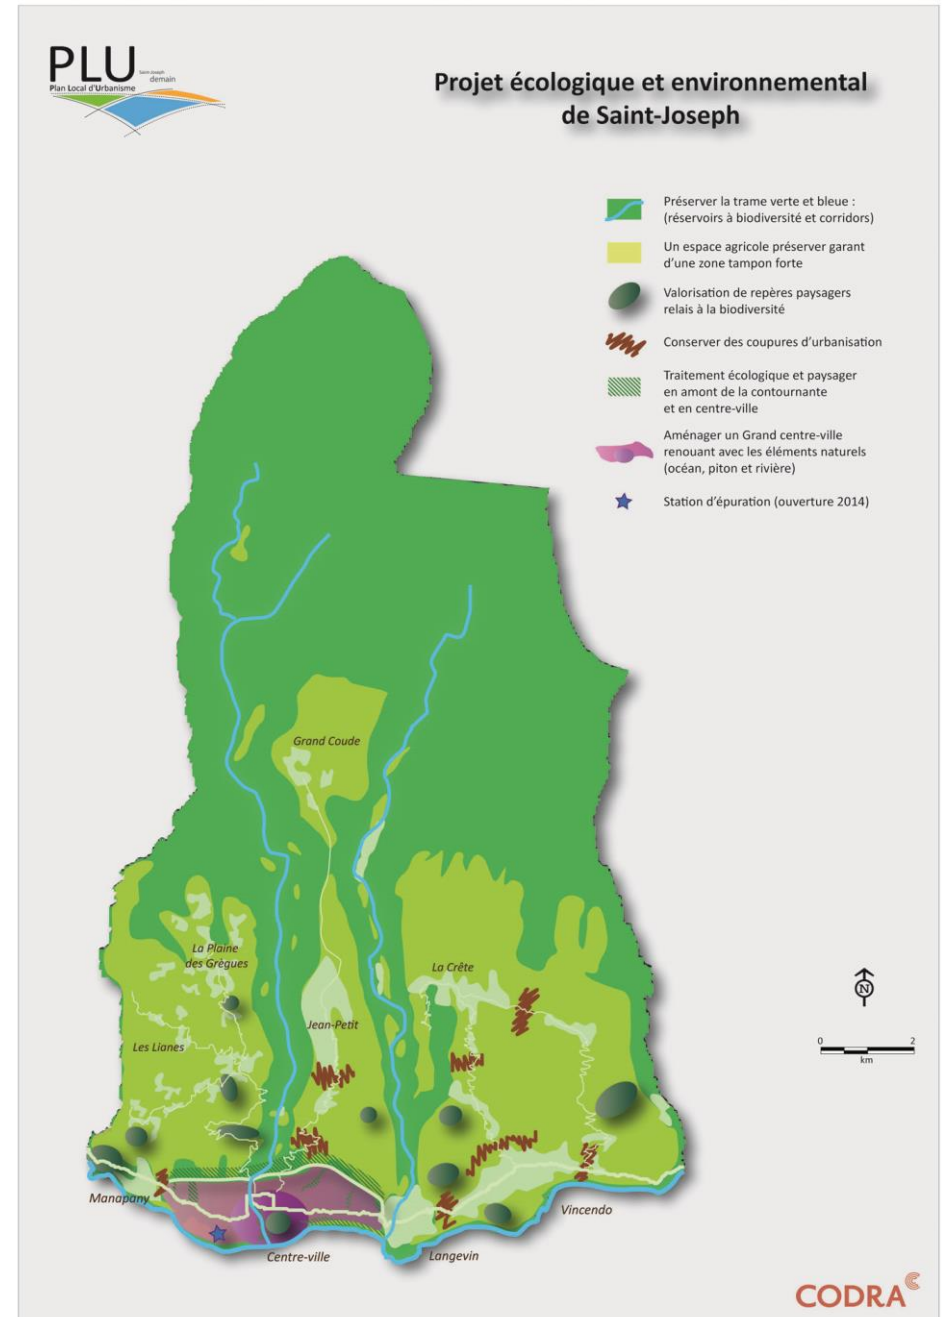 PLU
Saint-Joseph
demain
Plan Local d'Urbanisme
Projet écologique et environnemental
de Saint-Joseph
Préserver la trame verte et bleue :
(réservoirs à biodiversité et corridors)
Un espace agricole préserver garant
d'une zone tampon forte
Valorisation de repères paysagers
relais à la biodiversité
Conserver des coupures d'urbanisation
Traitement écologique et paysager
en amont de la contournante
et en centre-ville
Aménager un Grand centre-ville
renouant avec les éléments naturels
(océan, piton et rivière)
Station d'épuration (ouverture 2014)
Grand Coude
La Plaine
des Grègues
La Crête
Jean-Petit
Les Lianes
N
0 2
km
Manapany
Vincendo
Centre-ville
Langevin
CODRA